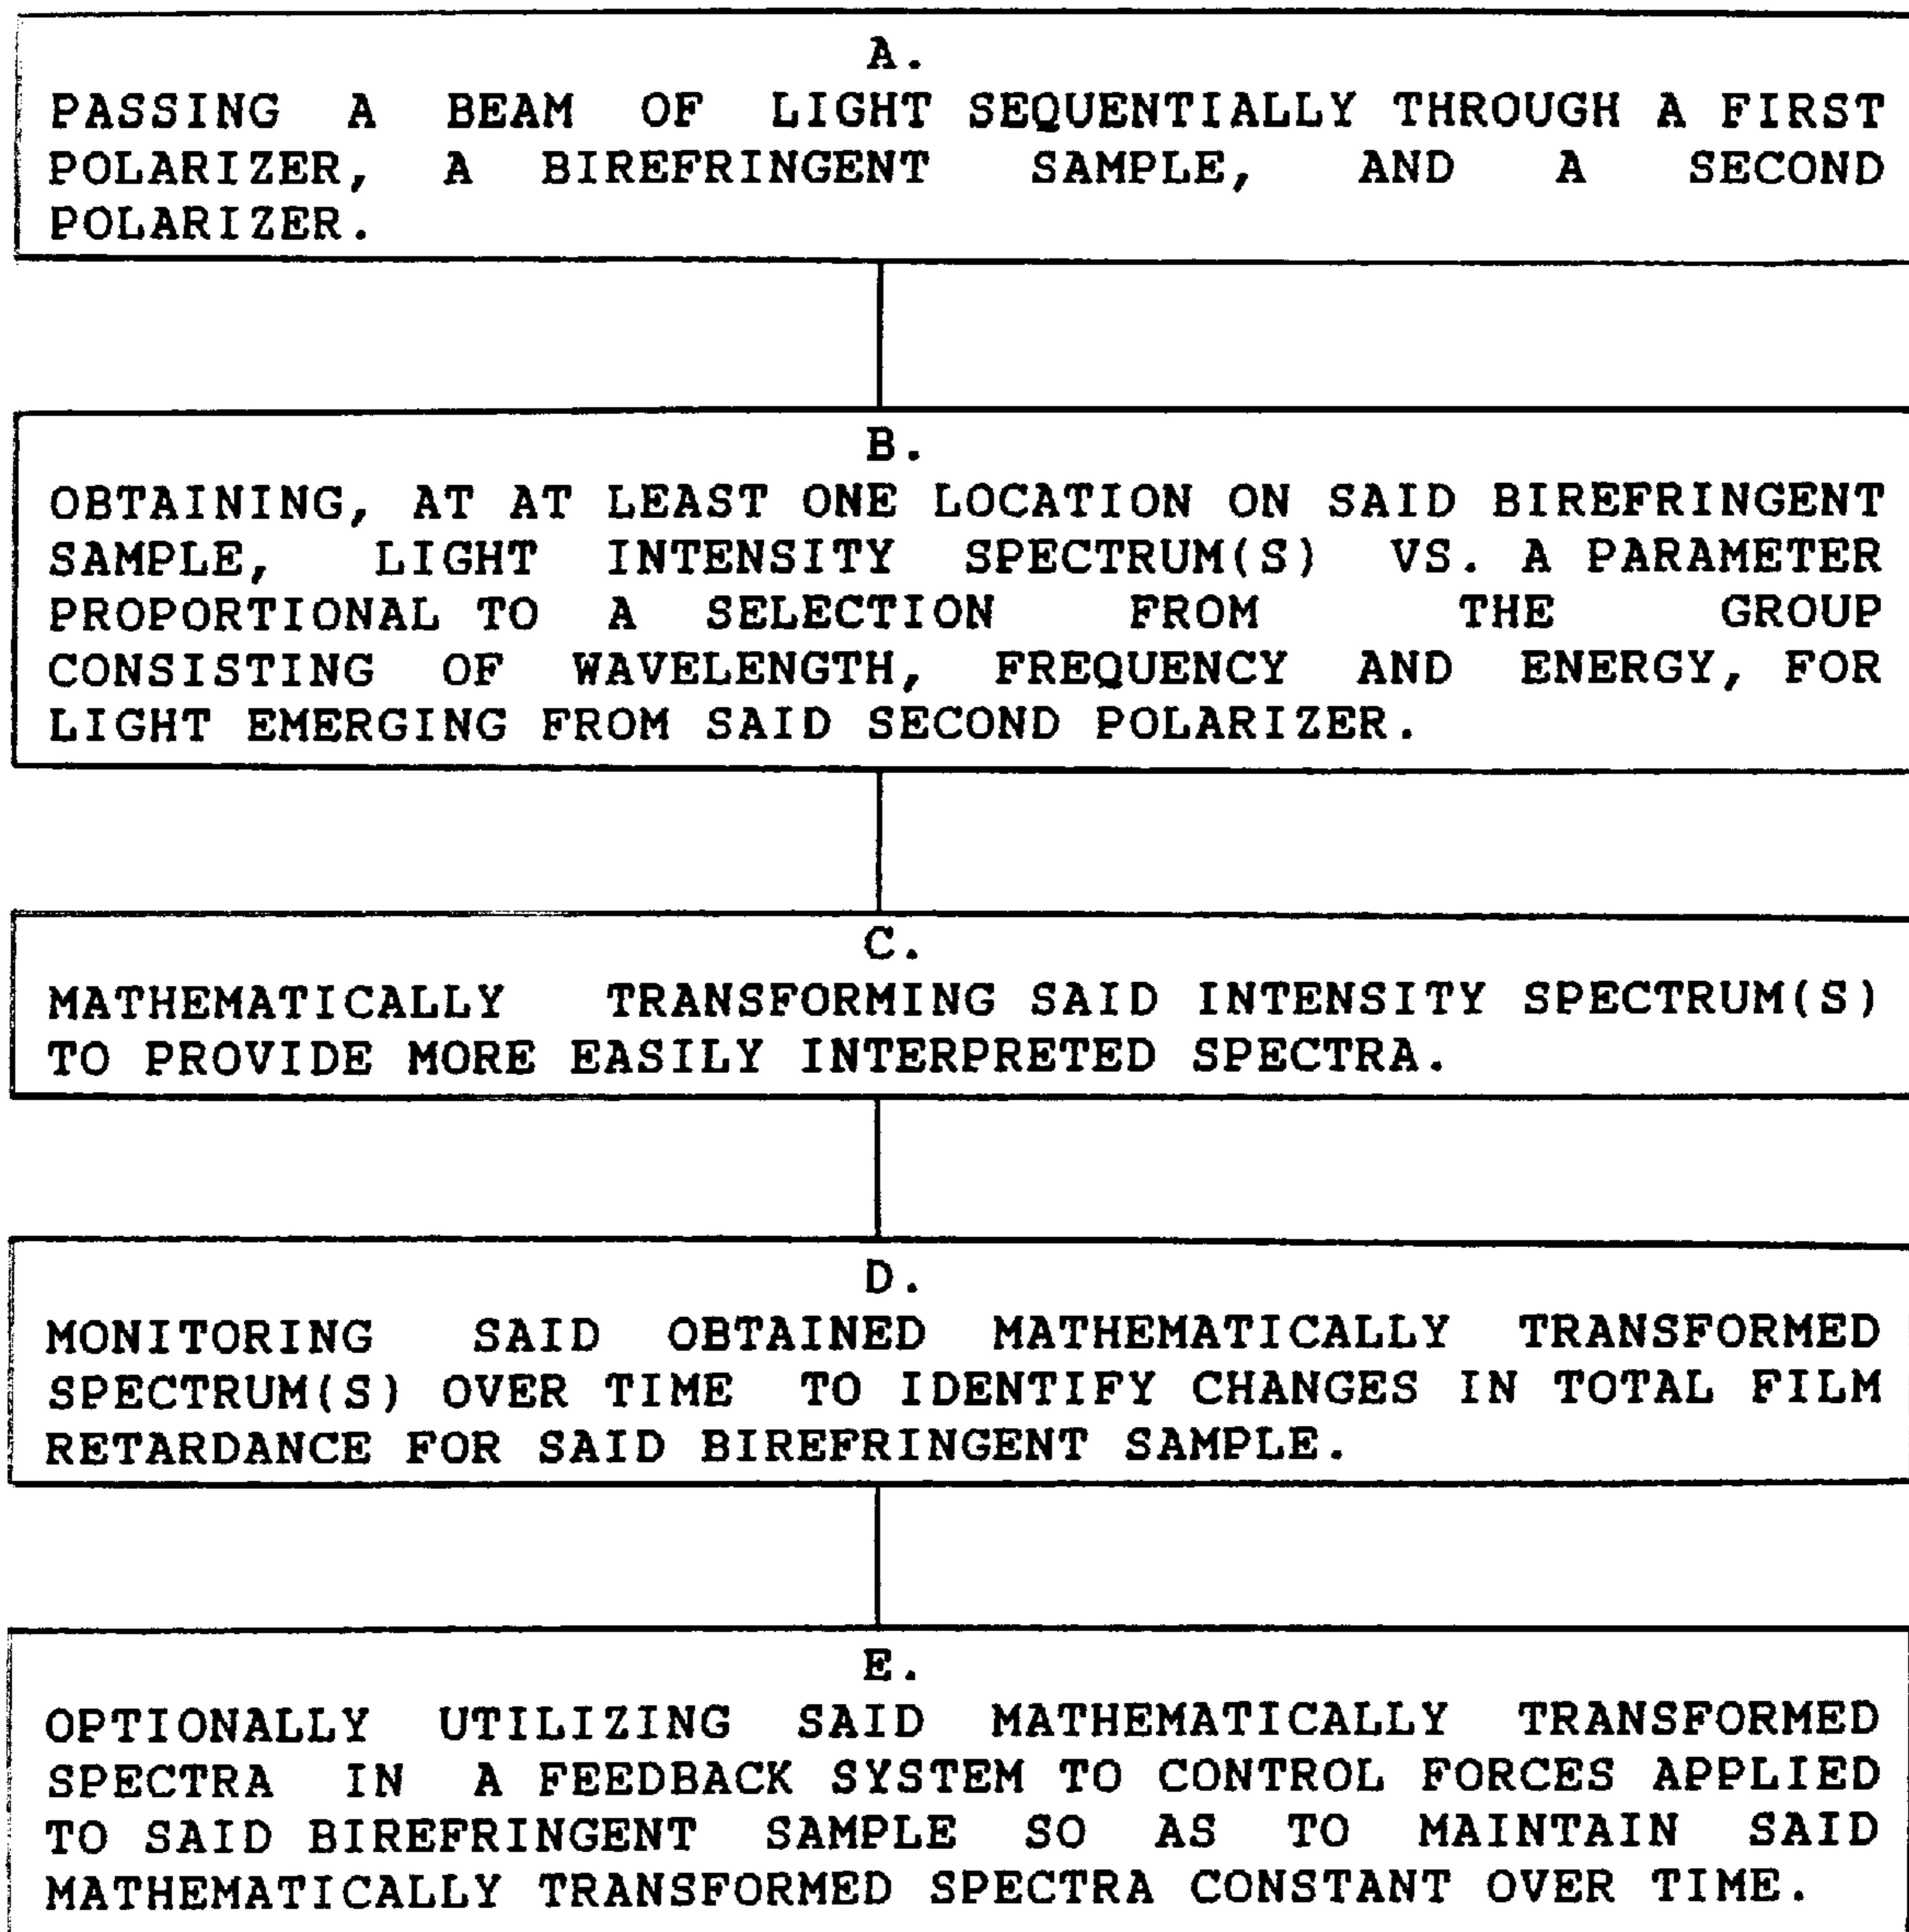 A.
PASSING A BEAM OF LIGHT SEQUENTIALLY THROUGH A FIRST
POLARIZER, A BIREFRINGENT SAMPLE, AND A SECOND
POLARIZER.
B.
OBTAINING, AT AT LEAST ONE LOCATION ON SAID BIREFRINGENT
SAMPLE, LIGHT INTENSITY SPECTRUM(S) VS. A PARAMETER
PROPORTIONAL TO A SELECTION FROM THE GROUP
CONSISTING OF WAVELENGTH, FREQUENCY AND ENERGY, FOR
LIGHT EMERGING FROM SAID SECOND POLARIZER.
C.
MATHEMATICALLY TRANSFORMING SAID INTENSITY SPECTRUM(S)
TO PROVIDE MORE EASILY INTERPRETED SPECTRA.
D.
MONITORING SAID OBTAINED MATHEMATICALLY TRANSFORMED
SPECTRUM(S) OVER TIME TO IDENTIFY CHANGES IN TOTAL FILM
RETARDANCE FOR SAID BIREFRINGENT SAMPLE.
E.
OPTIONALLY UTILIZING SAID MATHEMATICALLY TRANSFORMED
SPECTRA IN A FEEDBACK SYSTEM TO CONTROL FORCES APPLIED
TO SAID BIREFRINGENT SAMPLE SO AS TO MAINTAIN SAID
MATHEMATICALLY TRANSFORMED SPECTRA CONSTANT OVER TIME.